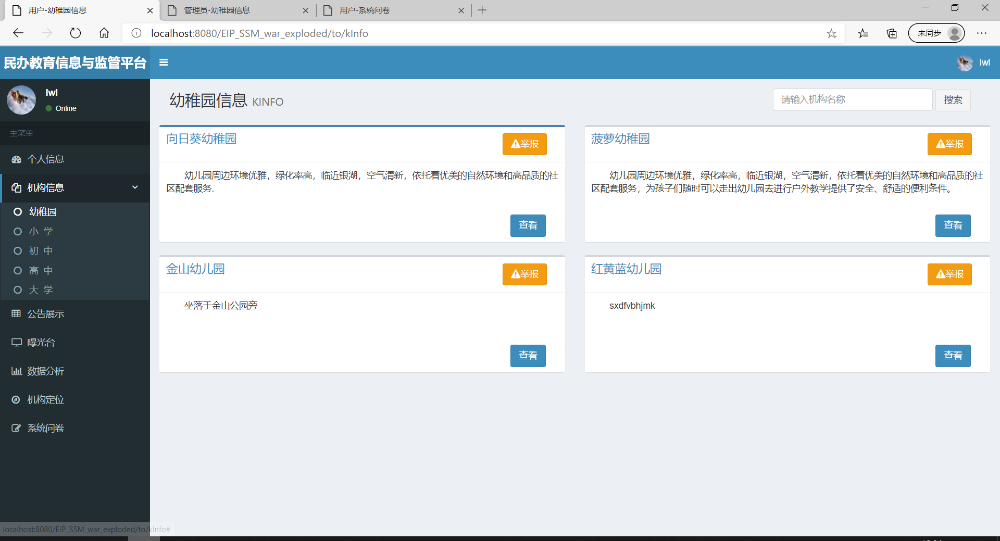 用户-幼稚园信息
管理员-幼稚园信息
用户-系统问卷
localhost:8080/EIP_SSM_war_exploded/to/kInfo
未同步
民办教育信息与监管平台
lwl
lwl
Online
主菜单
个人信息
机构信息
幼稚园
小 学
初 中
高 中
大 学
公告展示
曝光台
数据分析
机构定位
系统问卷
幼稚园信息 KINFO
请输入机构名称
搜索
向日葵幼稚园
举报
幼儿园周边环境优雅，绿化率高，临近银湖，空气清新，依托着优美的自然环境和高品质的社
区配套服务.
查看
菠萝幼稚园
举报
幼儿园周边环境优雅，绿化率高，临近银湖，空气清新，依托着优美的自然环境和高品质的社
区配套服务，为孩子们随时可以走出幼儿园去进行户外教学提供了安全、舒适的便利条件。
查看
金山幼儿园
举报
坐落于金山公园旁
查看
红黄蓝幼儿园
举报
sxdfvbhjmk
查看
localhost:8080/EIP_SSM_war_exploded/to/kInfo#